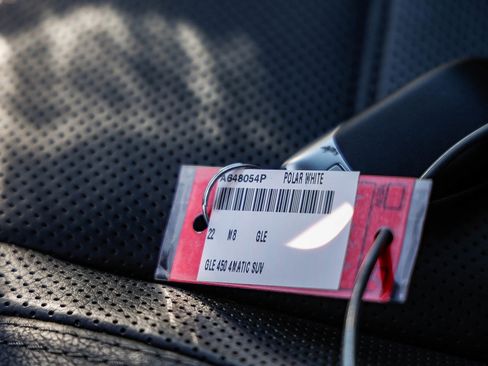 A648054P POLAR WHITE
22 M8 GLE
GLE 450 4MATIC SUV